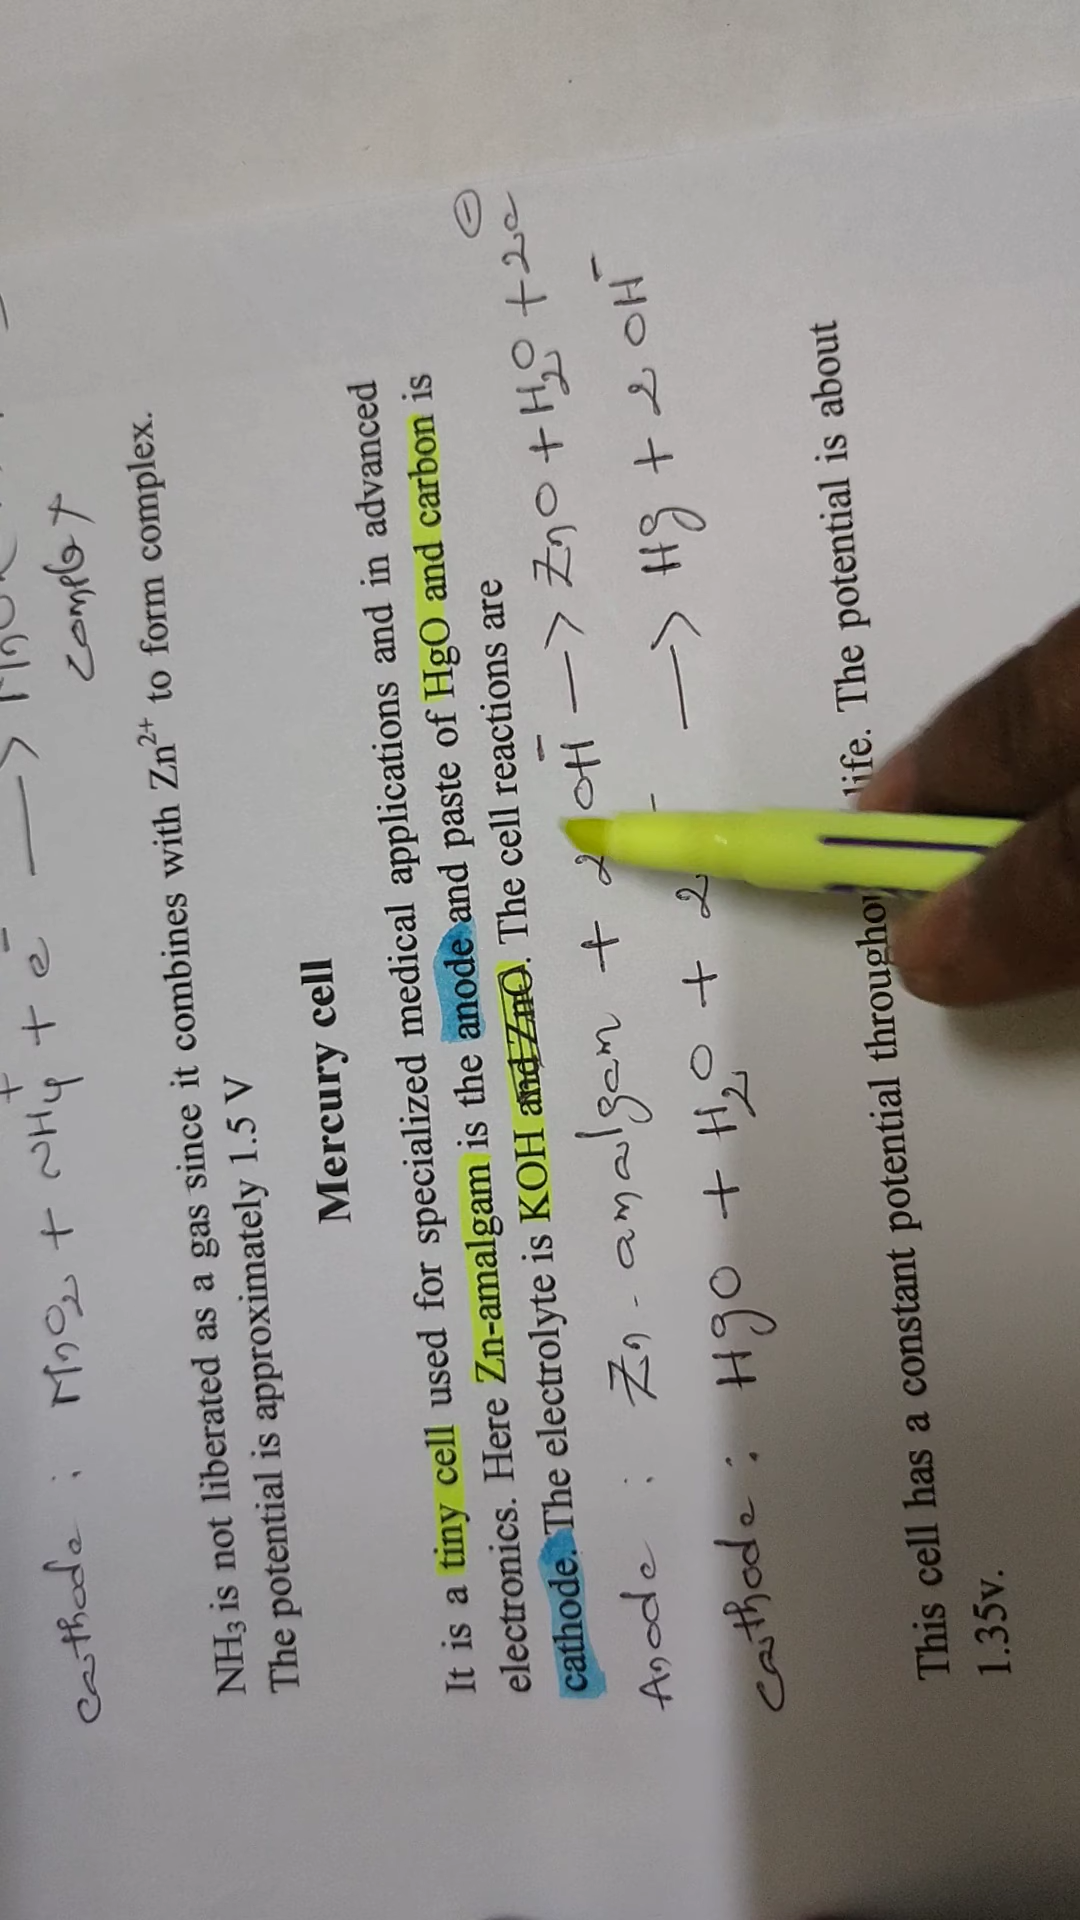 Cathode : MnO₂ + NH₄⁺ + e⁻ →
complex
NH₃ is not liberated as a gas since it combines with Zn²⁺ to form complex.
The potential is approximately 1.5 V
Mercury cell
It is a tiny cell used for specialized medical applications and in advanced
electronics. Here Zn-amalgam is the anode and paste of HgO and carbon is
cathode. The electrolyte is KOH and ZnO. The cell reactions are
Anode : Zn-amalgam + 2OH⁻ → ZnO + H₂O + 2e⊖
Cathode : HgO + H₂O + 2 → Hg + 2OH⁻
This cell has a constant potential life. The potential is about
1.35v.